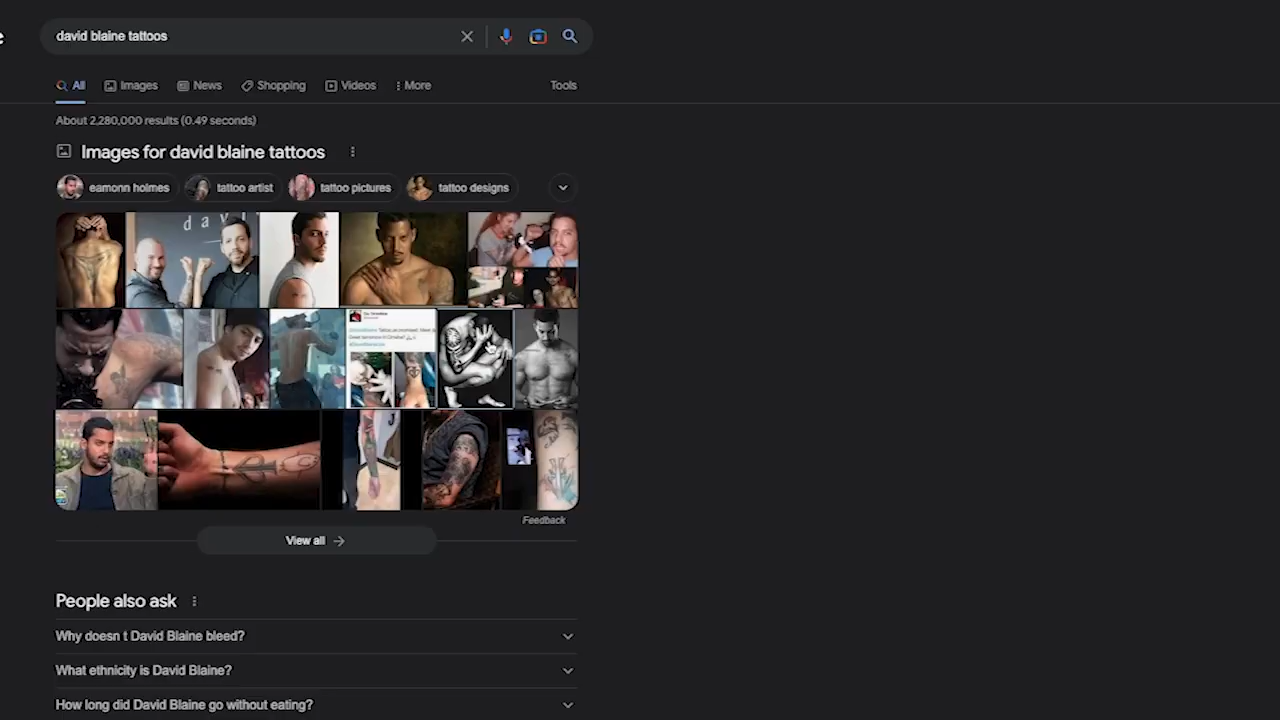 e
david blaine tattoos
All Images News Shopping Videos More Tools
About 2,280,000 results (0.49 seconds)
Images for david blaine tattoos
eamonn holmes tattoo artist tattoo pictures tattoo designs
davi
Feedback
View all
People also ask
Why doesn t David Blaine bleed?
What ethnicity is David Blaine?
How long did David Blaine go without eating?